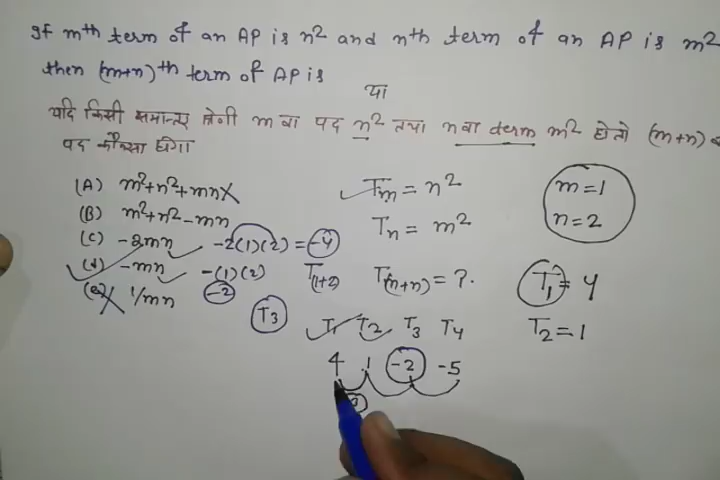 If mth term of an AP is n² and nth term of an AP is m²
then (m+n)th term of AP is
या
यदि किसी समान्तर श्रेणी m वा पद n² तथा n वा term m² हो तो (m+n)
पद कौनसा होगा
(A) m²+n²+mn
(B) m²+n²-mn
(C) -2mn -2(1)(2) = -4
(d) -mn -(1)(2)
-2
(e) 1/mn
Tm = n²
Tn = m²
T(1+2) T(m+n) = ?.
m=1
n=2
T1 = 4
T2 = 1
T3
T1 T2 T3 T4
4 1 -2 -5